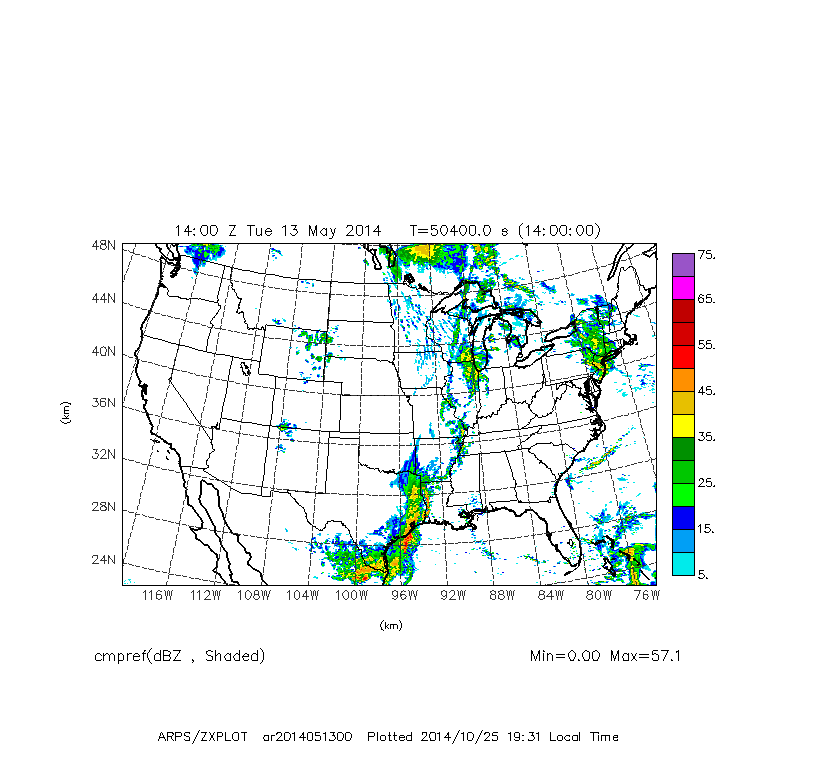 14:00 Z Tue 13 May 2014 T=50400.0 s (14:00:00)
48N
44N
40N
36N
32N
28N
24N
(km)
75.
65.
55.
45.
35.
25.
15.
5.
116W 112W 108W 104W 100W 96W 92W 88W 84W 80W 76W
(km)
cmpref(dBZ , Shaded) Min=0.00 Max=57.1
ARPS/ZXPLOT ar2014051300 Plotted 2014/10/25 19:31 Local Time